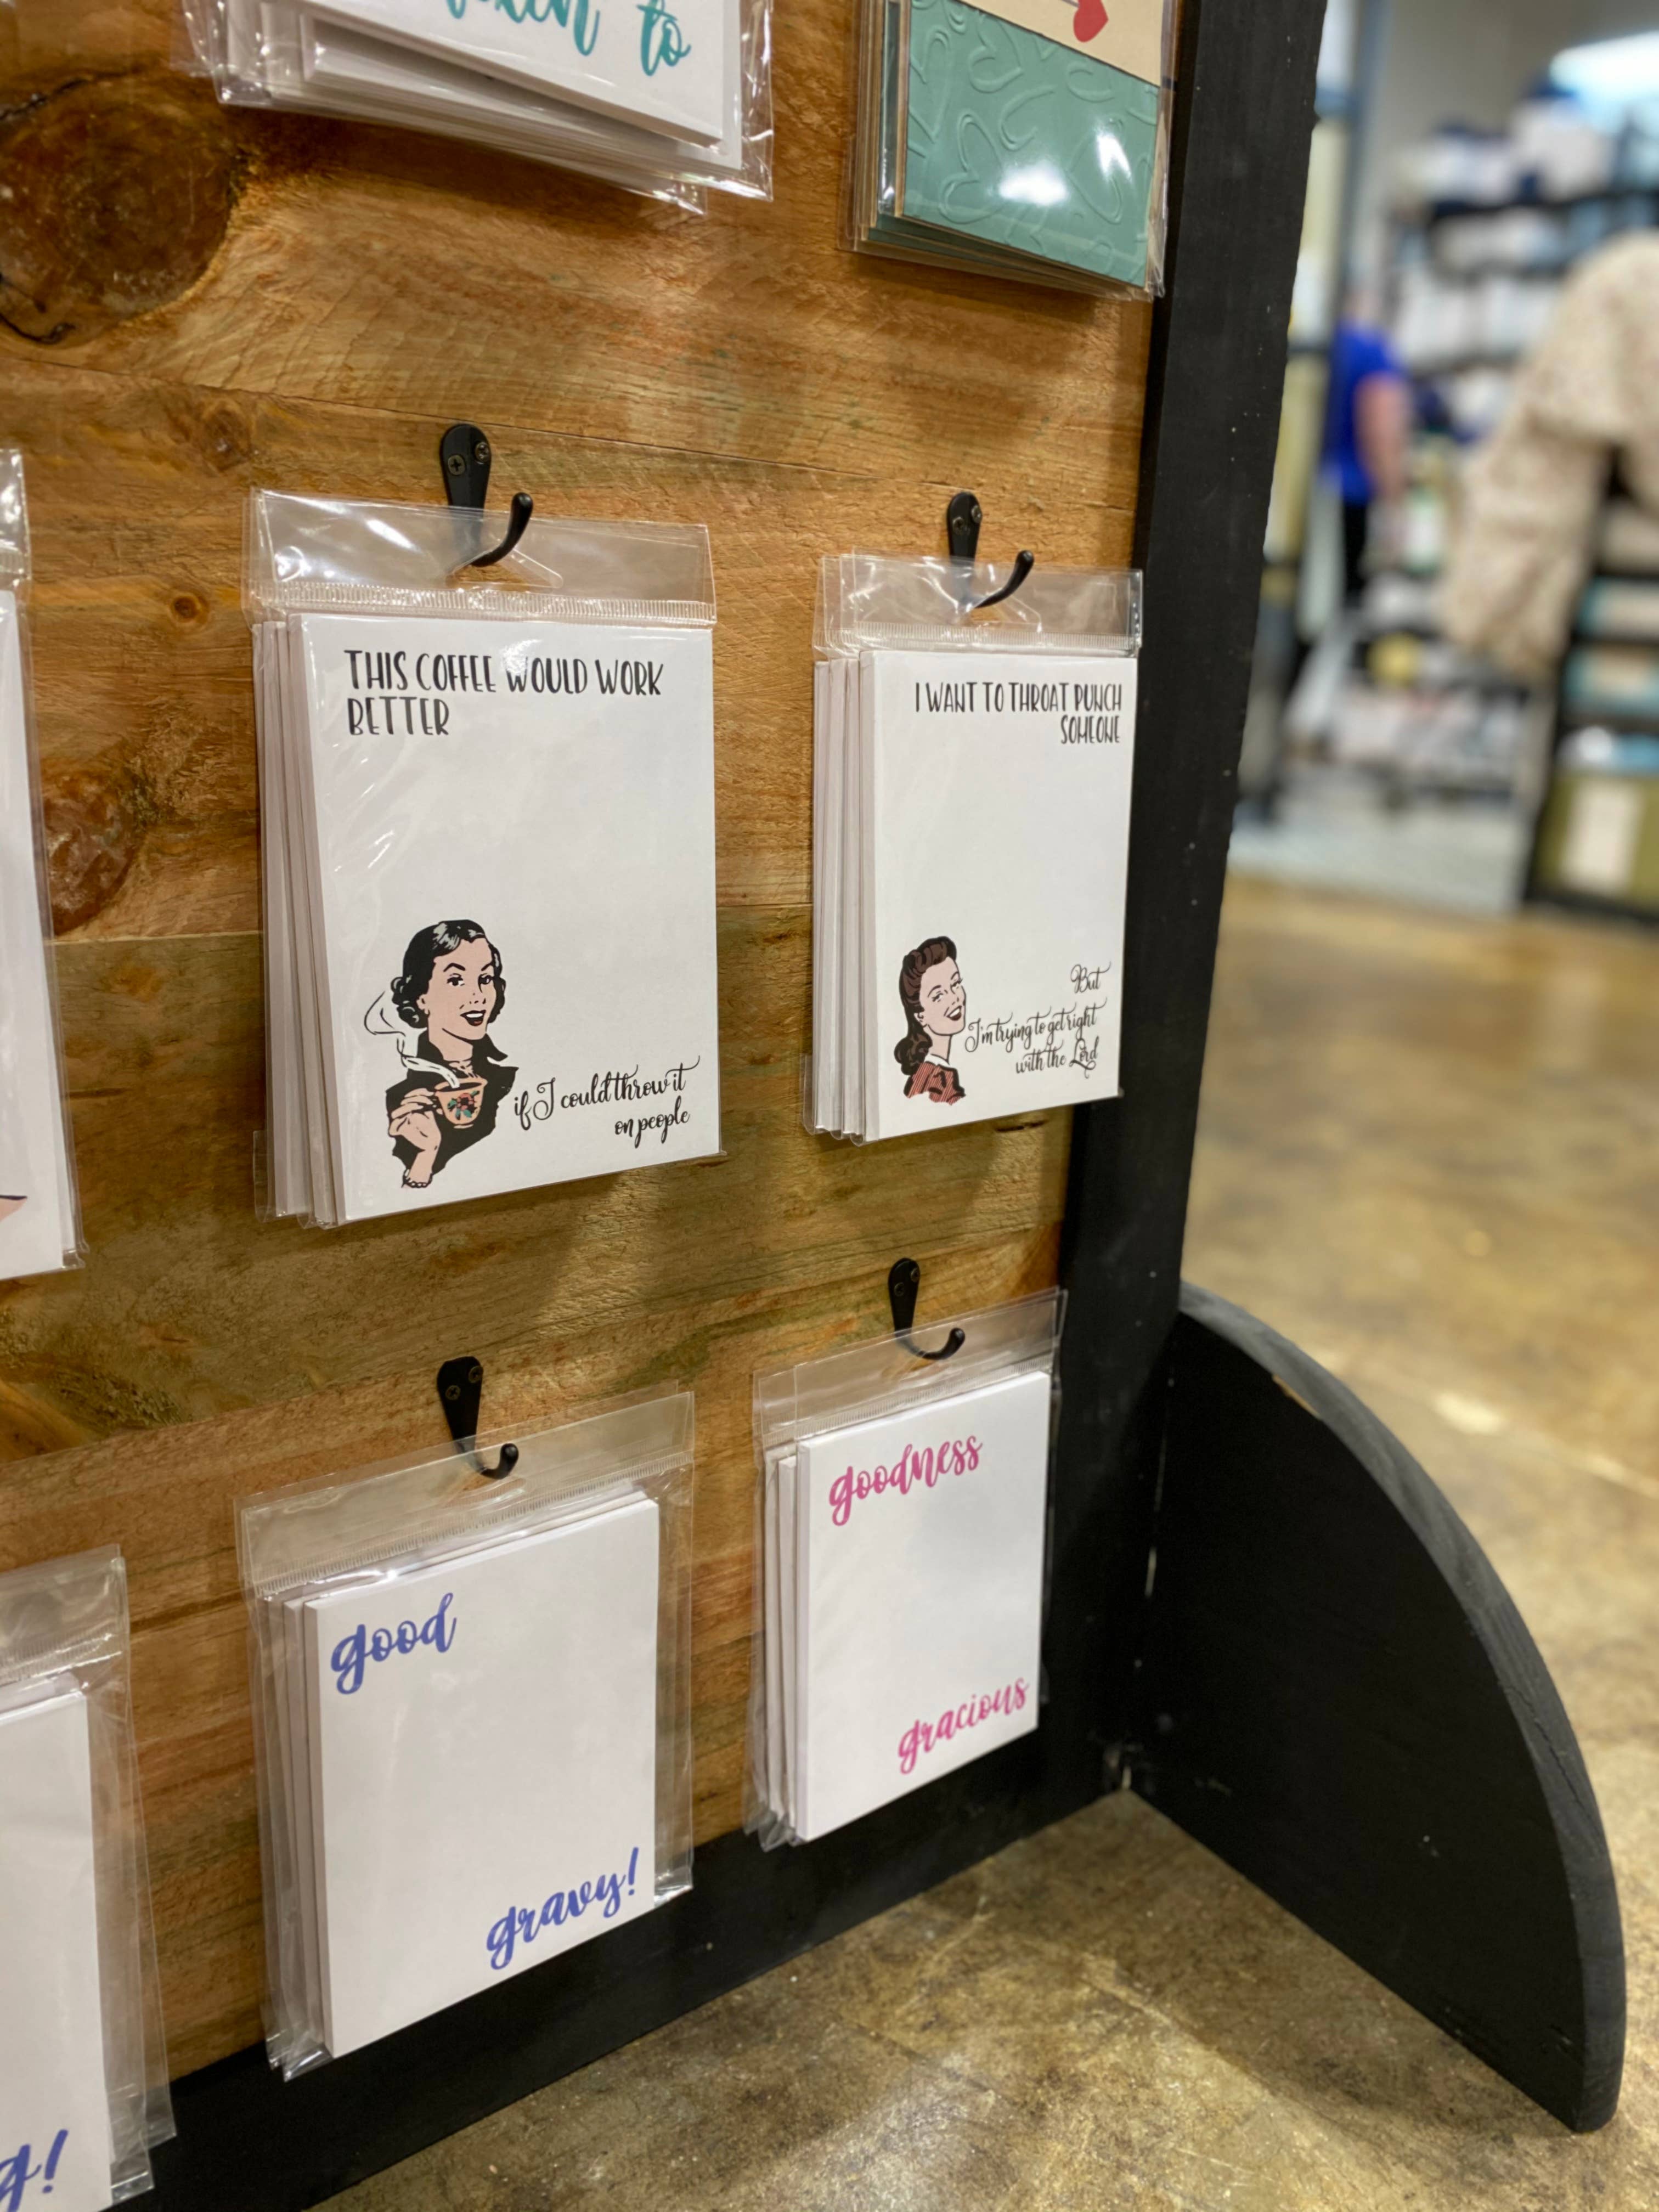 to
THIS COFFEE WOULD WORK
BETTER
if I could throw it
on people
I WANT TO THROAT PUNCH
SOMEONE
But
I'm trying to get right
with the Lord
good
gravy!
goodness
gracious